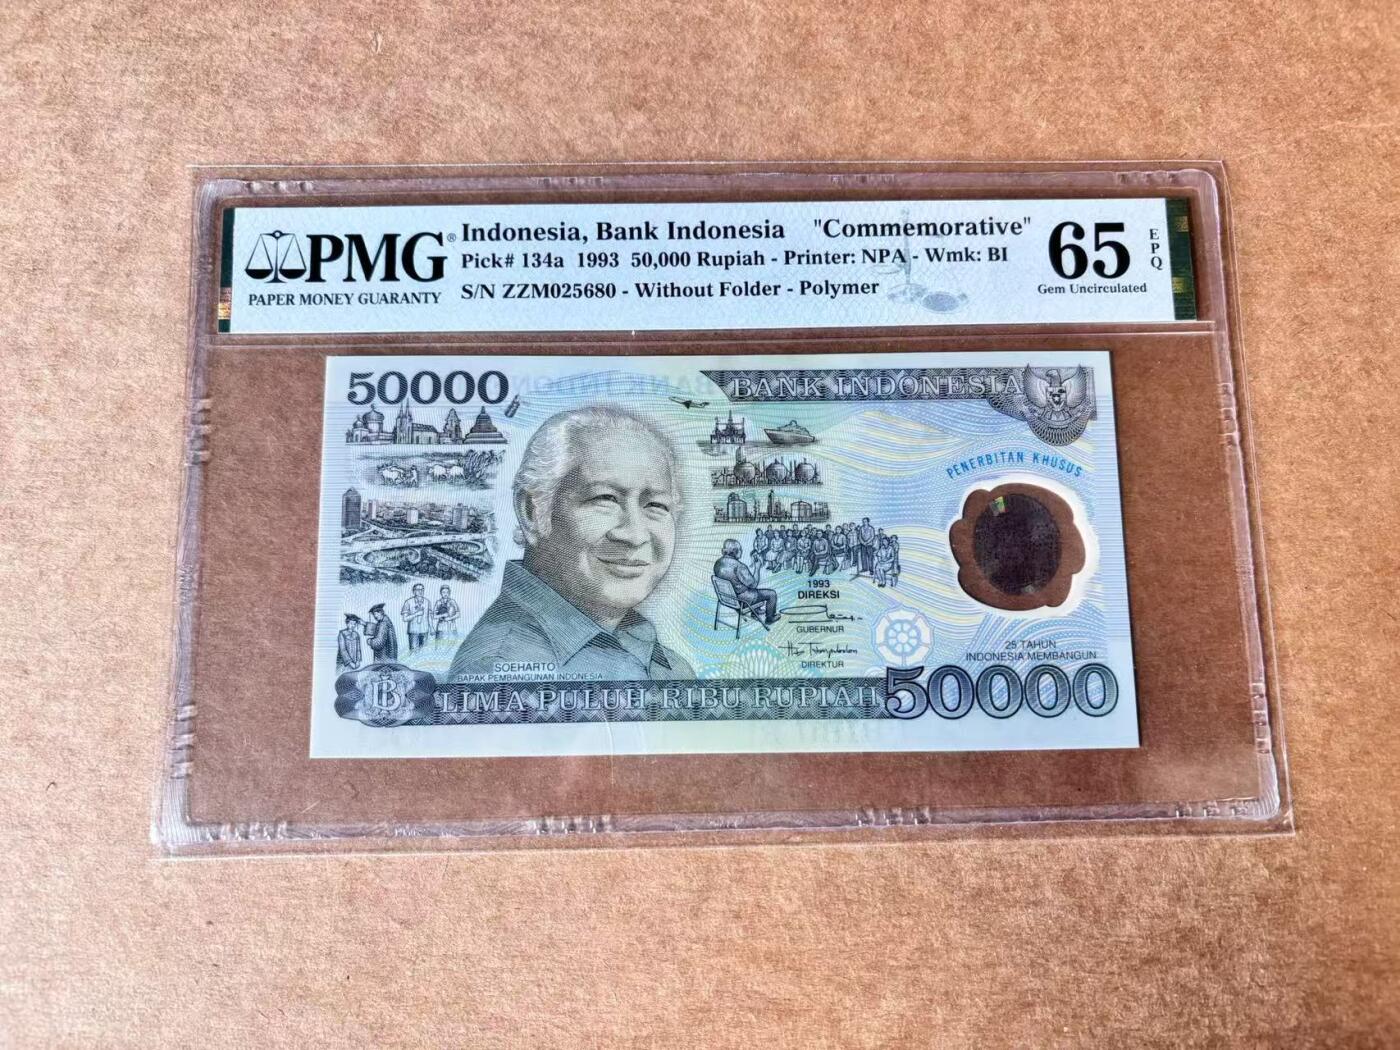 PMG®
PAPER MONEY GUARANTY
Indonesia, Bank Indonesia "Commemorative"
Pick# 134a 1993 50,000 Rupiah - Printer: NPA - Wmk: BI
S/N ZZM025680 - Without Folder - Polymer
65
EPQ
Gem Uncirculated
50000
BANK INDONESIA
PENERBITAN KHUSUS
1993
DIREKSI
GUBERNUR
DIREKTUR
25 TAHUN
INDONESIA MEMBANGUN
SOEHARTO
BAPAK PEMBANGUNAN INDONESIA
LIMA PULUH RIBU RUPIAH
50000